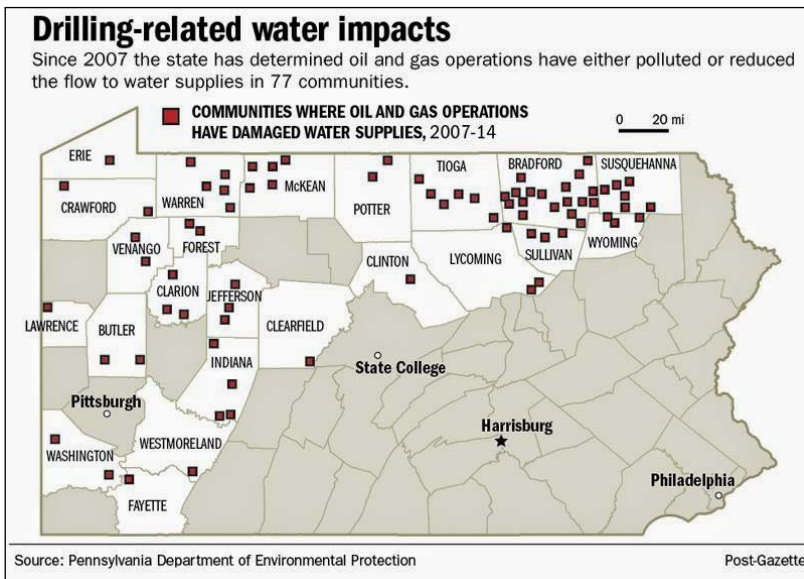 Drilling-related water impacts
Since 2007 the state has determined oil and gas operations have either polluted or reduced
the flow to water supplies in 77 communities.
COMMUNITIES WHERE OIL AND GAS OPERATIONS
HAVE DAMAGED WATER SUPPLIES, 2007-14
0 20 mi
ERIE
WARREN
McKEAN
POTTER
TIOGA
BRADFORD
SUSQUEHANNA
CRAWFORD
VENANGO
FOREST
CLINTON
LYCOMING
SULLIVAN
WYOMING
CLARION
JEFFERSON
LAWRENCE
BUTLER
CLEARFIELD
INDIANA
State College
Pittsburgh
Harrisburg
WESTMORELAND
WASHINGTON
Philadelphia
FAYETTE
Source: Pennsylvania Department of Environmental Protection
Post-Gazette